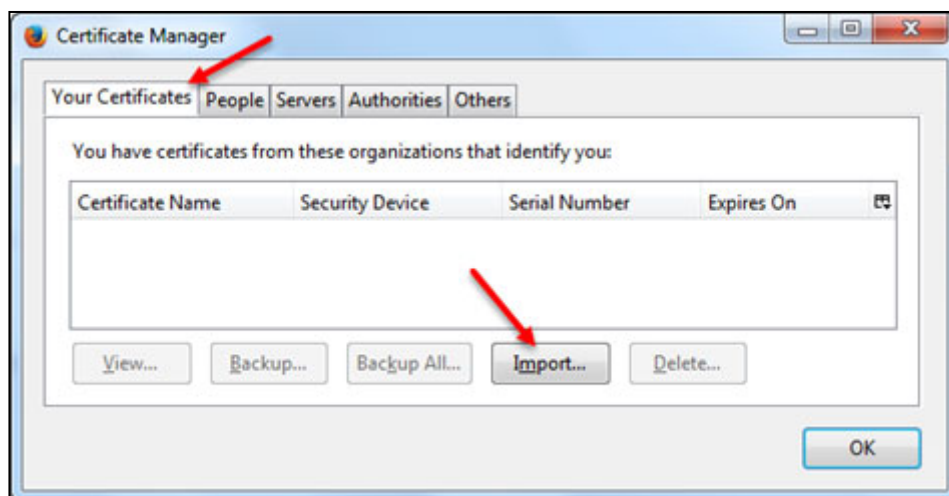 Certificate Manager
Your Certificates People Servers Authorities Others
You have certificates from these organizations that identify you:
Certificate Name Security Device Serial Number Expires On
View... Backup... Backup All... Import... Delete...
OK